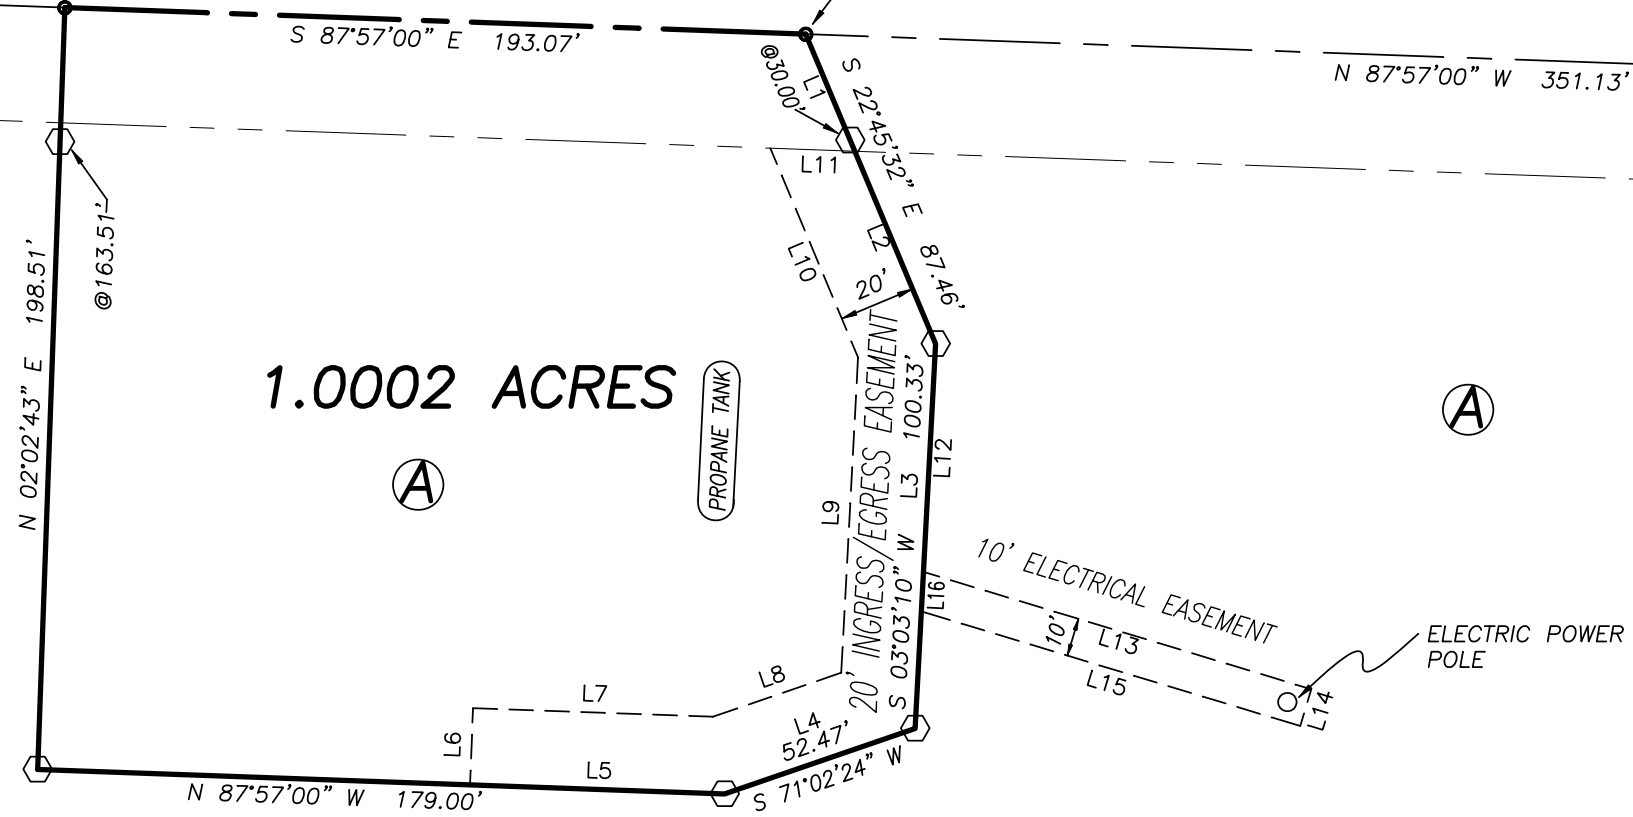 S 87°57'00" E 193.07'
N 87°57'00" W 351.13'
@30.00'
L1
S 22°45'32" E 87.46'
L11
L2
L10
20'
@163.51'
N 02°02'43" E 198.51'
1.0002 ACRES
A
PROPANE TANK
L9
20' INGRESS/EGRESS EASEMENT
S 03°03'10" W L3 100.33'
L12
A
L16
10' ELECTRICAL EASEMENT
10'
L13
L15
L14
ELECTRIC POWER
POLE
L8
L7
L6
L5
L4
52.47'
S 71°02'24" W
N 87°57'00" W 179.00'